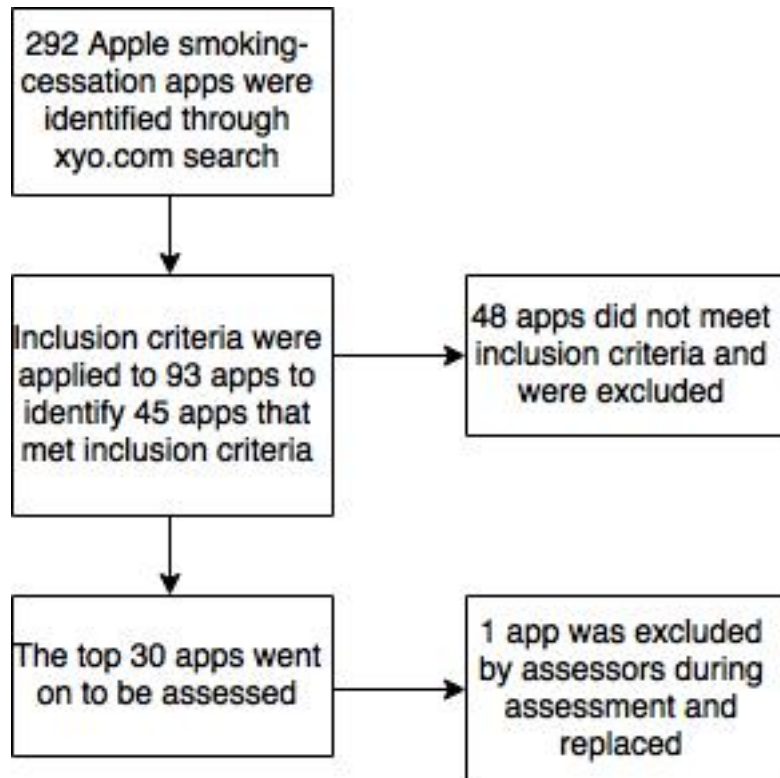 292 Apple smoking-
cessation apps were
identified through
xyo.com search
Inclusion criteria were
applied to 93 apps to
identify 45 apps that
met inclusion criteria
48 apps did not meet
inclusion criteria and
were excluded
The top 30 apps went
on to be assessed
1 app was excluded
by assessors during
assessment and
replaced